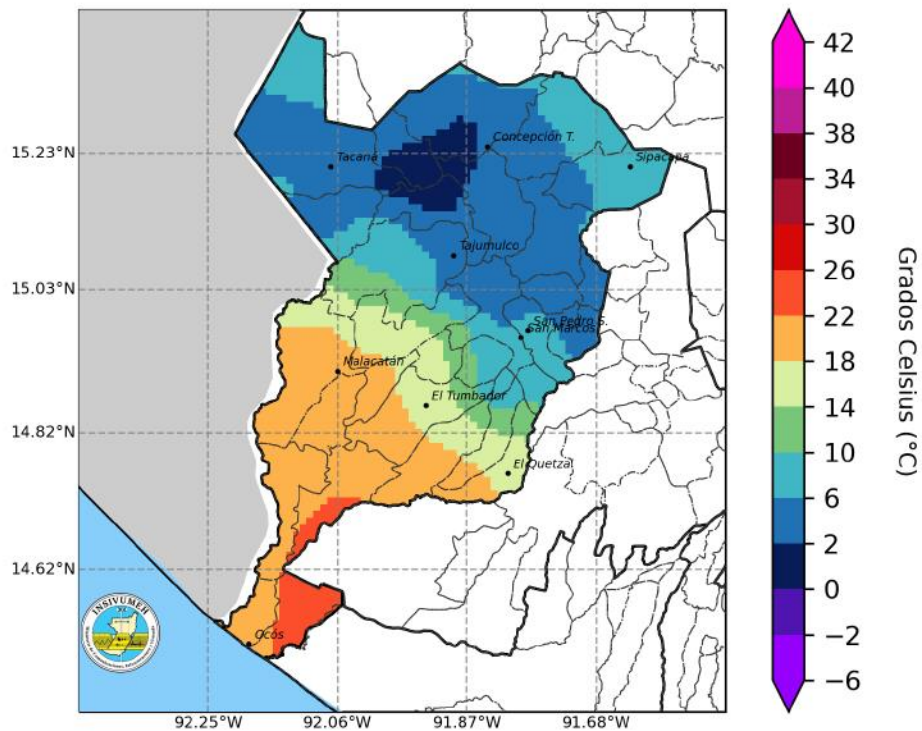 42
40
38
34
30
26
22
18
14
10
6
2
0
−2
−6
Grados Celsius (°C)
15.23°N
15.03°N
14.82°N
14.62°N
92.25°W
92.06°W
91.87°W
91.68°W
Concepción T.
Tacaná
Sipacapa
Tajumulco
San Pedro S.
San Marcos
Malacatán
El Tumbador
El Quetzal
Ocós
INSIVUMEH